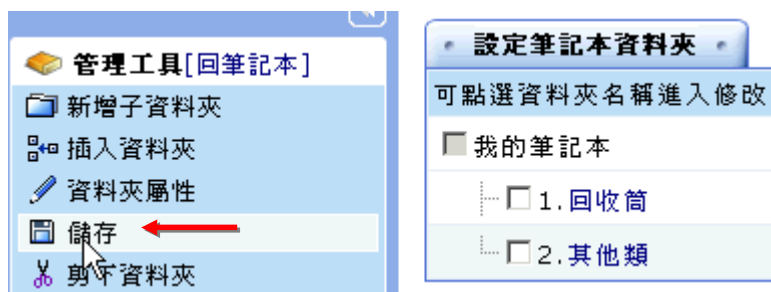 管理工具[回筆記本]
新增子資料夾
插入資料夾
資料夾屬性
儲存
剪下資料夾
設定筆記本資料夾
可點選資料夾名稱進入修改
我的筆記本
1.回收筒
2.其他類